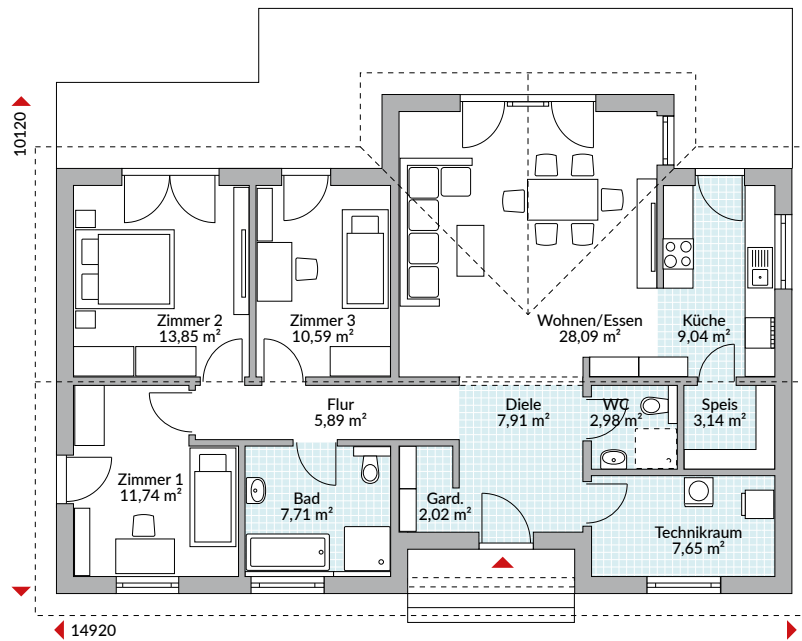 10120
Zimmer 2
13,85 m²
Zimmer 3
10,59 m²
Wohnen/Essen
28,09 m²
Küche
9,04 m²
Flur
5,89 m²
Diele
7,91 m²
WC
2,98 m²
Speis
3,14 m²
Zimmer 1
11,74 m²
Bad
7,71 m²
Gard.
2,02 m²
Technikraum
7,65 m²
14920